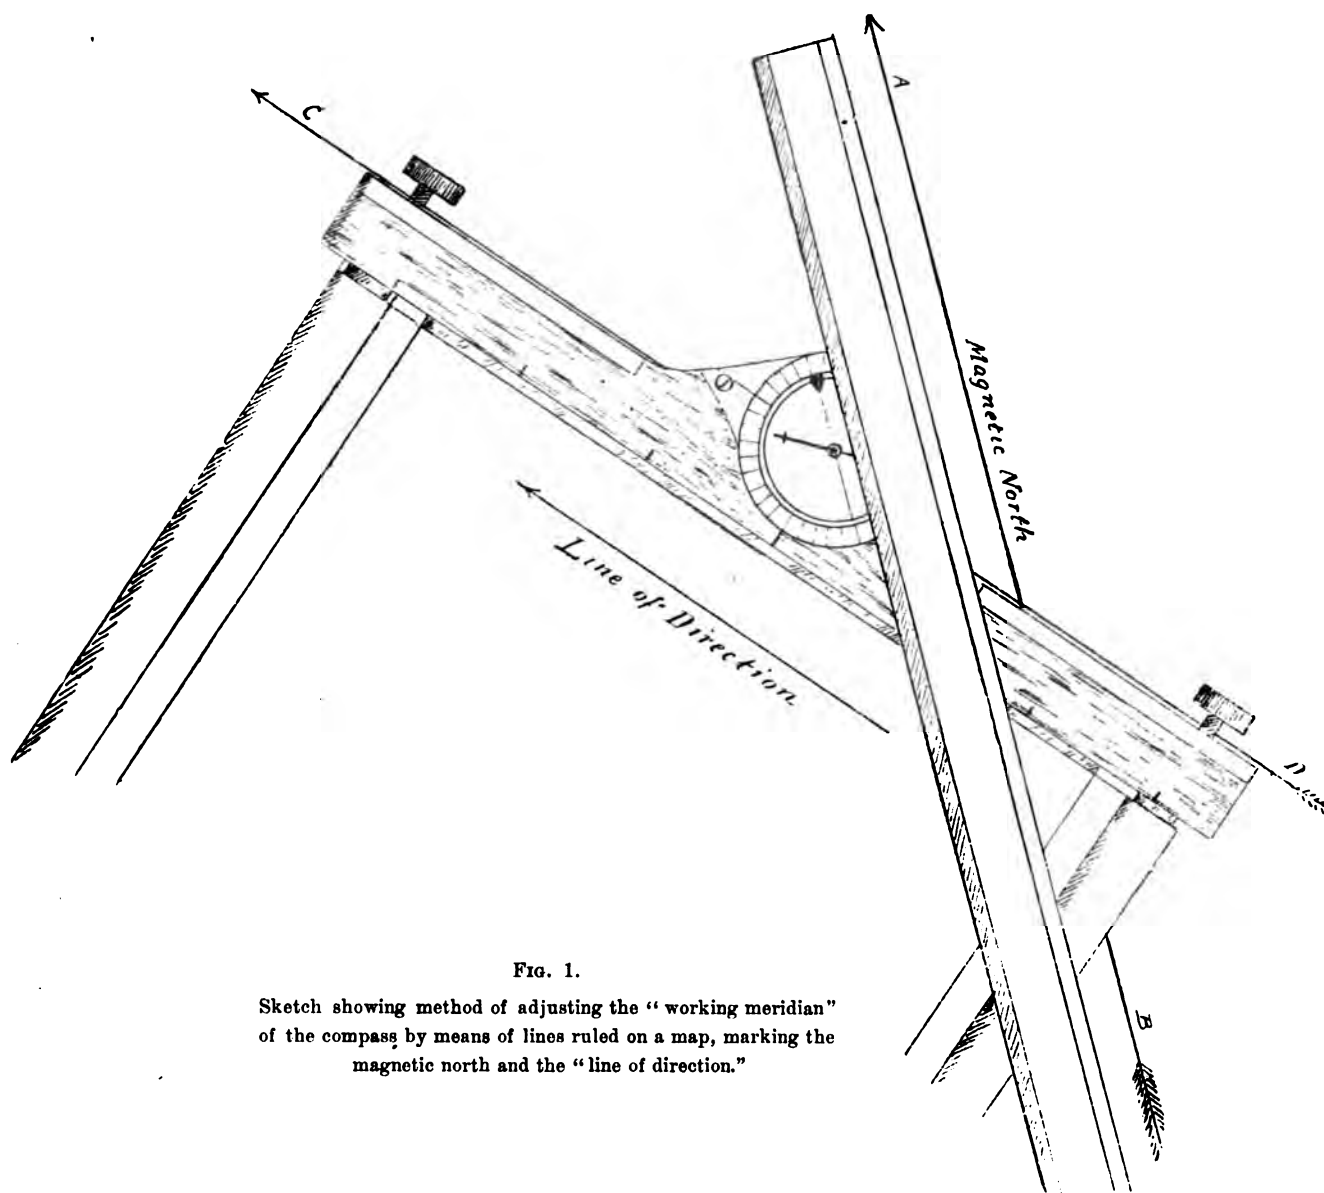 A
C
Magnetic North
Line of Direction
D
B
FIG. 1.
Sketch showing method of adjusting the “ working meridian ”
of the compass by means of lines ruled on a map, marking the
magnetic north and the “ line of direction.”